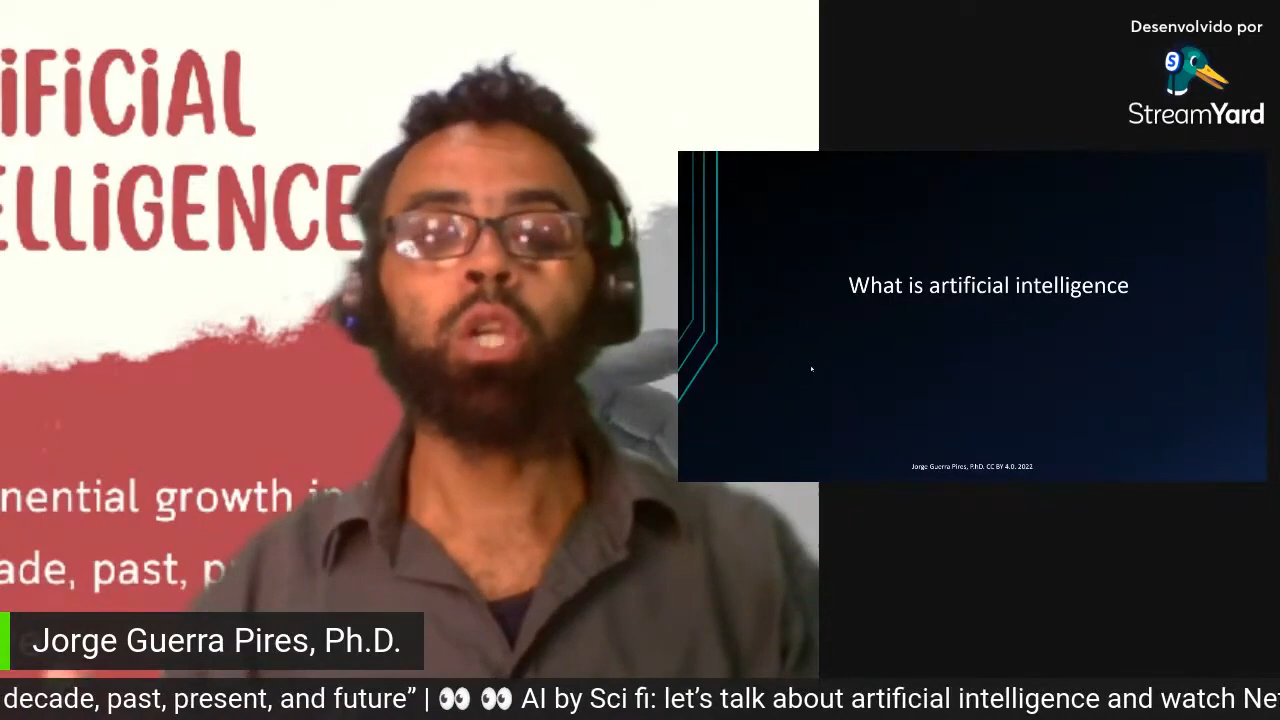 IFICIAL
ELLIGENCE
nential growth in
ade, past, p
Desenvolvido por
S
StreamYard
What is artificial intelligence
Jorge Guerra Pires, P.hD. CC BY 4.0. 2022
Jorge Guerra Pires, Ph.D.
decade, past, present, and future” | 👀 👀 AI by Sci fi: let’s talk about artificial intelligence and watch Ne